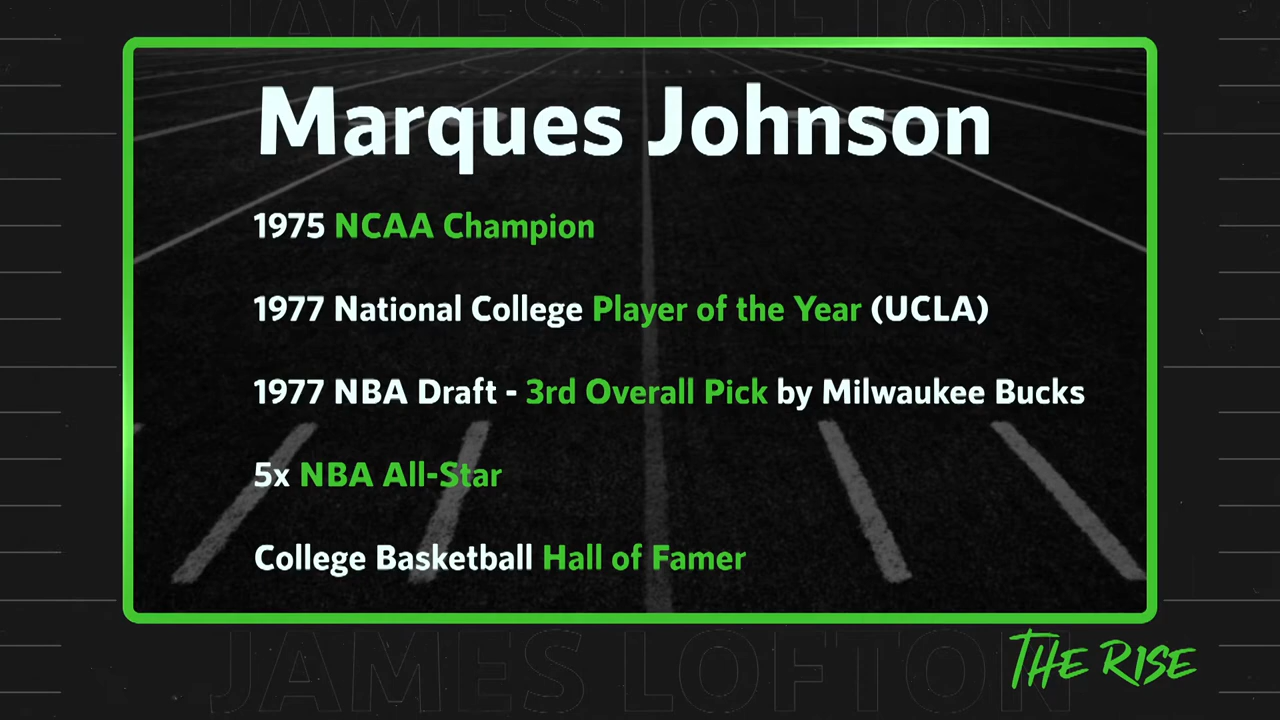 JAMES LOFTON
Marques Johnson
1975 NCAA Champion
1977 National College Player of the Year (UCLA)
1977 NBA Draft - 3rd Overall Pick by Milwaukee Bucks
5x NBA All-Star
College Basketball Hall of Famer
JAMES LOFTON
THE RISE